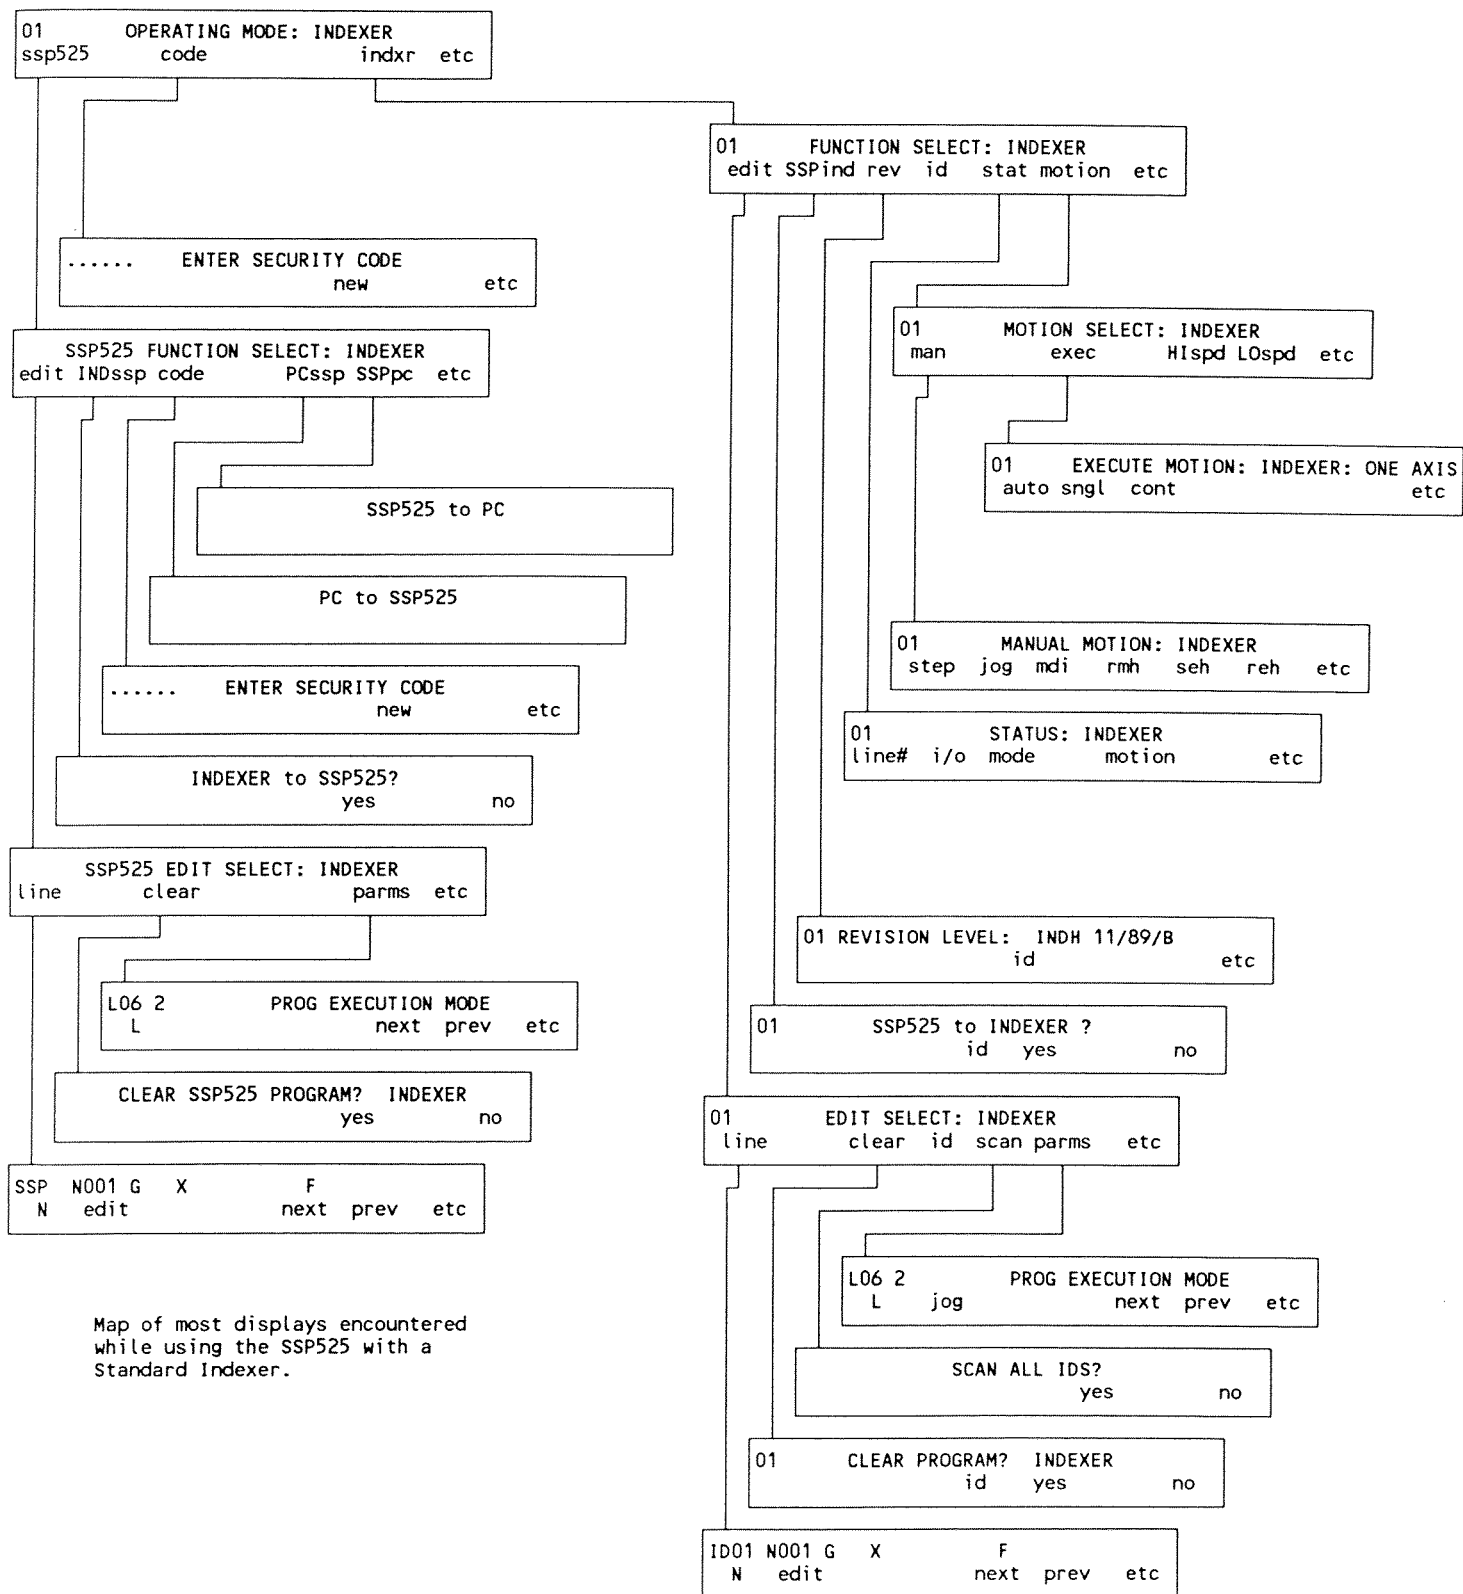 01 OPERATING MODE: INDEXER
ssp525 code indxr etc
01 FUNCTION SELECT: INDEXER
edit SSPind rev id stat motion etc
...... ENTER SECURITY CODE
new etc
SSP525 FUNCTION SELECT: INDEXER
edit INDssp code PCssp SSPpc etc
01 MOTION SELECT: INDEXER
man exec HIspd LOspd etc
01 EXECUTE MOTION: INDEXER: ONE AXIS
auto sngl cont etc
SSP525 to PC
PC to SSP525
01 MANUAL MOTION: INDEXER
step jog mdi rmh seh reh etc
...... ENTER SECURITY CODE
new etc
01 STATUS: INDEXER
line# i/o mode motion etc
INDEXER to SSP525?
yes no
SSP525 EDIT SELECT: INDEXER
line clear parms etc
01 REVISION LEVEL: INDH 11/89/B
id etc
L06 2 PROG EXECUTION MODE
L next prev etc
01 SSP525 to INDEXER ?
id yes no
CLEAR SSP525 PROGRAM? INDEXER
yes no
01 EDIT SELECT: INDEXER
line clear id scan parms etc
SSP N001 G X F
N edit next prev etc
L06 2 PROG EXECUTION MODE
L jog next prev etc
Map of most displays encountered
while using the SSP525 with a
Standard Indexer.
SCAN ALL IDS?
yes no
01 CLEAR PROGRAM? INDEXER
id yes no
ID01 N001 G X F
N edit next prev etc